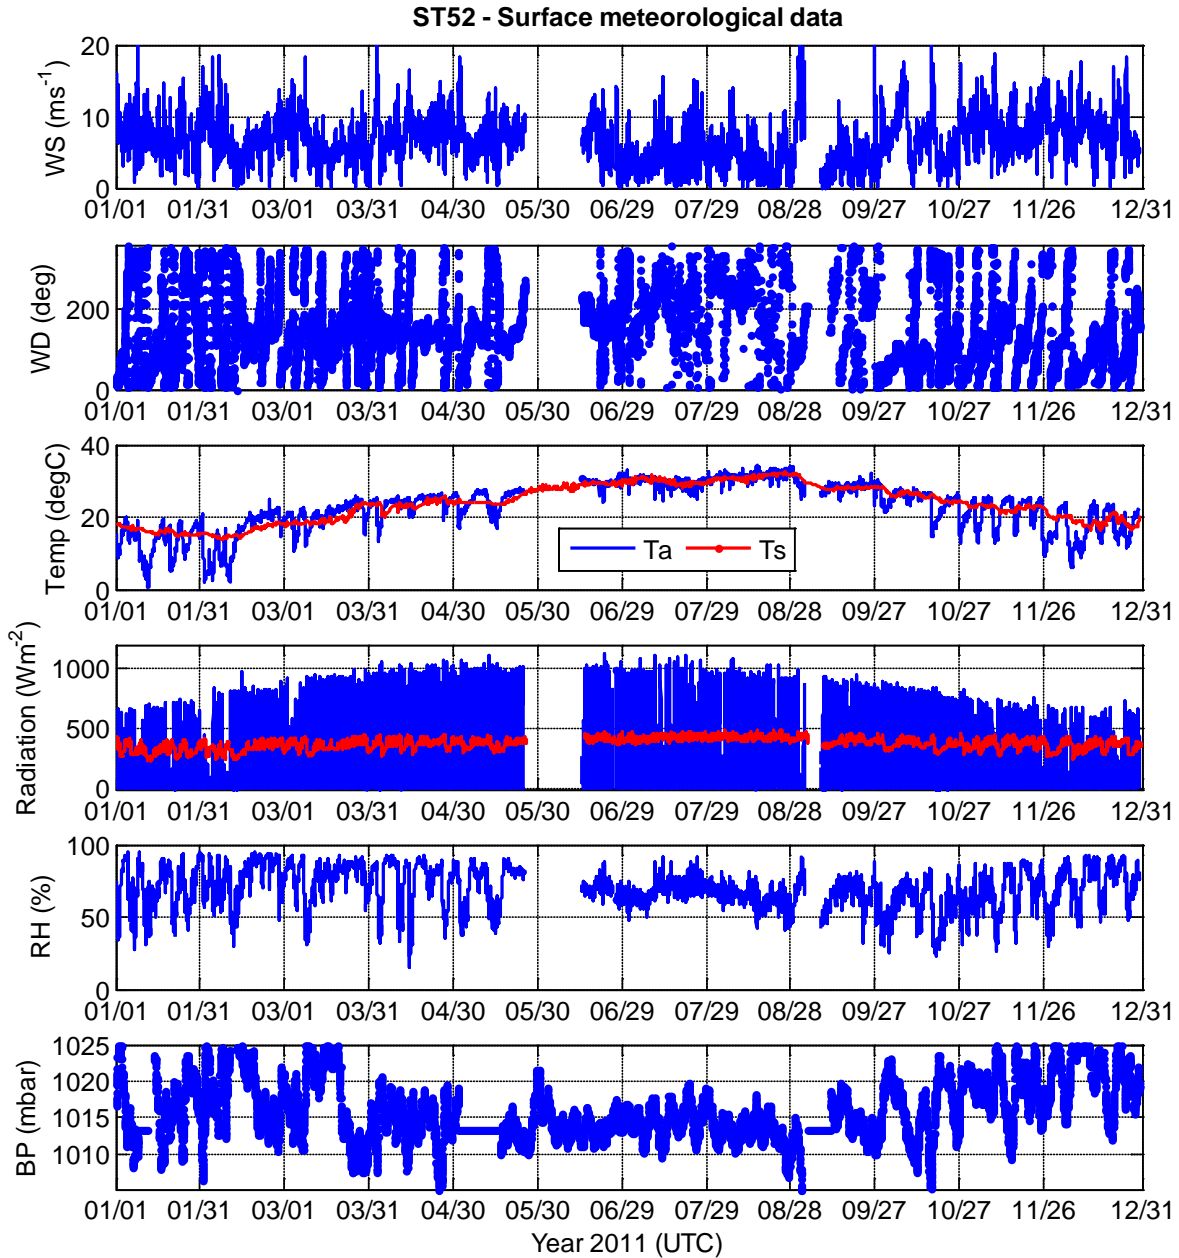 ST52 - Surface meteorological data
WS (ms⁻¹)
20
10
0
01/01 01/31 03/01 03/31 04/30 05/30 06/29 07/29 08/28 09/27 10/27 11/26 12/31
WD (deg)
200
0
01/01 01/31 03/01 03/31 04/30 05/30 06/29 07/29 08/28 09/27 10/27 11/26 12/31
Temp (degC)
40
20
0
Ta Ts
01/01 01/31 03/01 03/31 04/30 05/30 06/29 07/29 08/28 09/27 10/27 11/26 12/31
Radiation (Wm⁻²)
1000
500
0
01/01 01/31 03/01 03/31 04/30 05/30 06/29 07/29 08/28 09/27 10/27 11/26 12/31
RH (%)
100
50
0
01/01 01/31 03/01 03/31 04/30 05/30 06/29 07/29 08/28 09/27 10/27 11/26 12/31
BP (mbar)
1025
1020
1015
1010
01/01 01/31 03/01 03/31 04/30 05/30 06/29 07/29 08/28 09/27 10/27 11/26 12/31
Year 2011 (UTC)